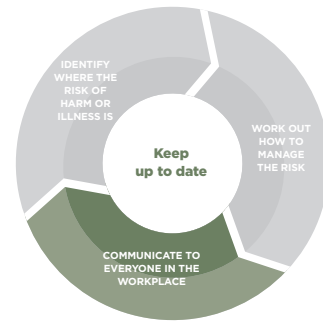 IDENTIFY
WHERE THE
RISK OF
HARM OR
ILLNESS IS
WORK OUT
HOW TO
MANAGE
THE RISK
Keep
up to date
COMMUNICATE TO
EVERYONE IN THE
WORKPLACE